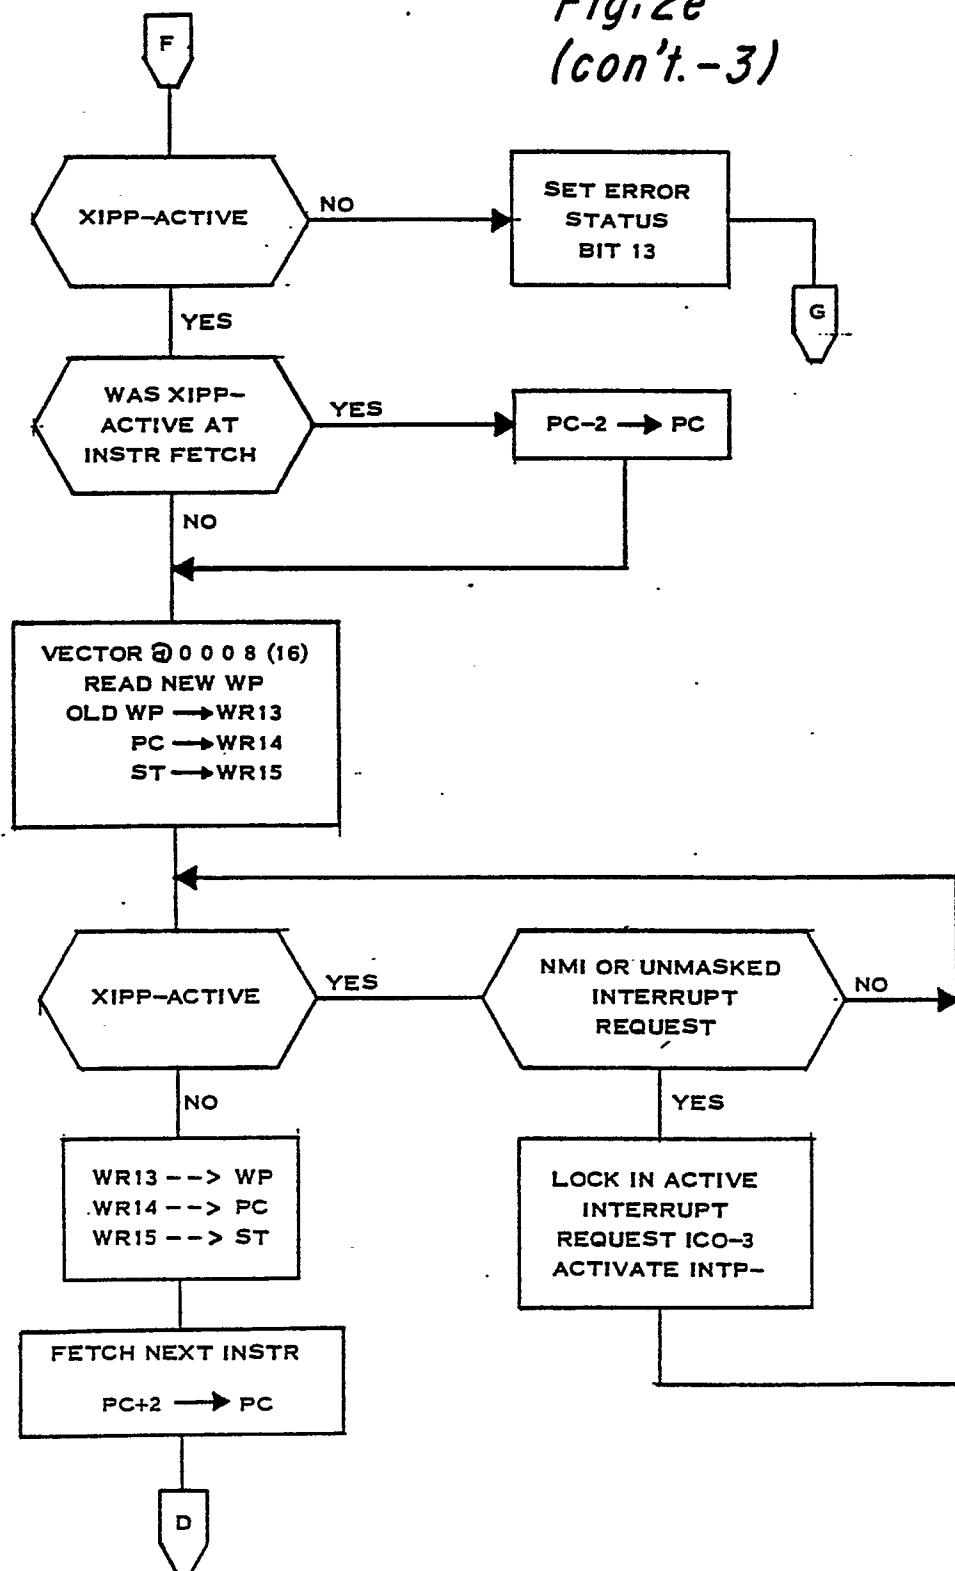 Fig. 2e
(con't. -3)
F
XIPP-ACTIVE
NO
SET ERROR
STATUS
BIT 13
G
YES
WAS XIPP-
ACTIVE AT
INSTR FETCH
YES
PC-2 → PC
NO
VECTOR @ 0 0 0 8 (16)
READ NEW WP
OLD WP → WR13
PC → WR14
ST → WR15
XIPP-ACTIVE
YES
NMI OR UNMASKED
INTERRUPT
REQUEST
NO
NO
YES
WR13 --> WP
WR14 --> PC
WR15 --> ST
LOCK IN ACTIVE
INTERRUPT
REQUEST ICO-3
ACTIVATE INTP-
FETCH NEXT INSTR
PC+2 → PC
D